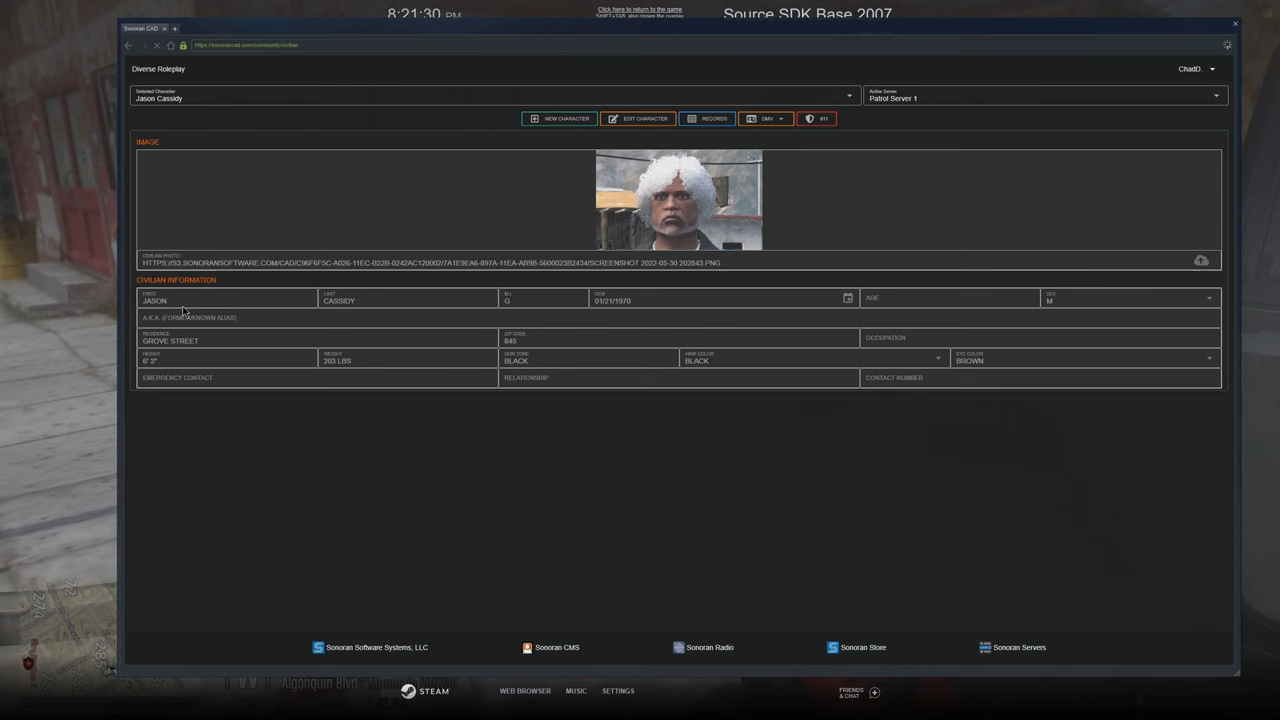 8:21:30 PM
Click here to return to the game
SHIFT+TAB also closes the overlay
Source SDK Base 2007
Sonoran CAD
https://sonorancad.com/community/civilian
Diverse Roleplay
ChadD.
Selected Character
Jason Cassidy
Active Server
Patrol Server 1
NEW CHARACTER
EDIT CHARACTER
RECORDS
DMV
911
IMAGE
CIVILIAN PHOTO
HTTPS://S3.SONORANSOFTWARE.COM/CAD/C96F6F5C-A026-11EC-B22B-0242AC120002/7A1E9EA6-897A-11EA-AB9B-5600023B2434/SCREENSHOT 2022-05-30 202843.PNG
CIVILIAN INFORMATION
FIRST
JASON
LAST
CASSIDY
M.I
G
DOB
01/21/1970
AGE
SEX
M
A.K.A. (FORM KNOWN ALIAS)
RESIDENCE
GROVE STREET
ZIP CODE
845
OCCUPATION
HEIGHT
6' 3"
WEIGHT
203 LBS
SKIN TONE
BLACK
HAIR COLOR
BLACK
EYE COLOR
BROWN
EMERGENCY CONTACT
RELATIONSHIP
CONTACT NUMBER
Sonoran Software Systems, LLC
Sonoran CMS
Sonoran Radio
Sonoran Store
Sonoran Servers
72
274
Algonquin Blvd
STEAM
WEB BROWSER
MUSIC
SETTINGS
FRIENDS
& CHAT